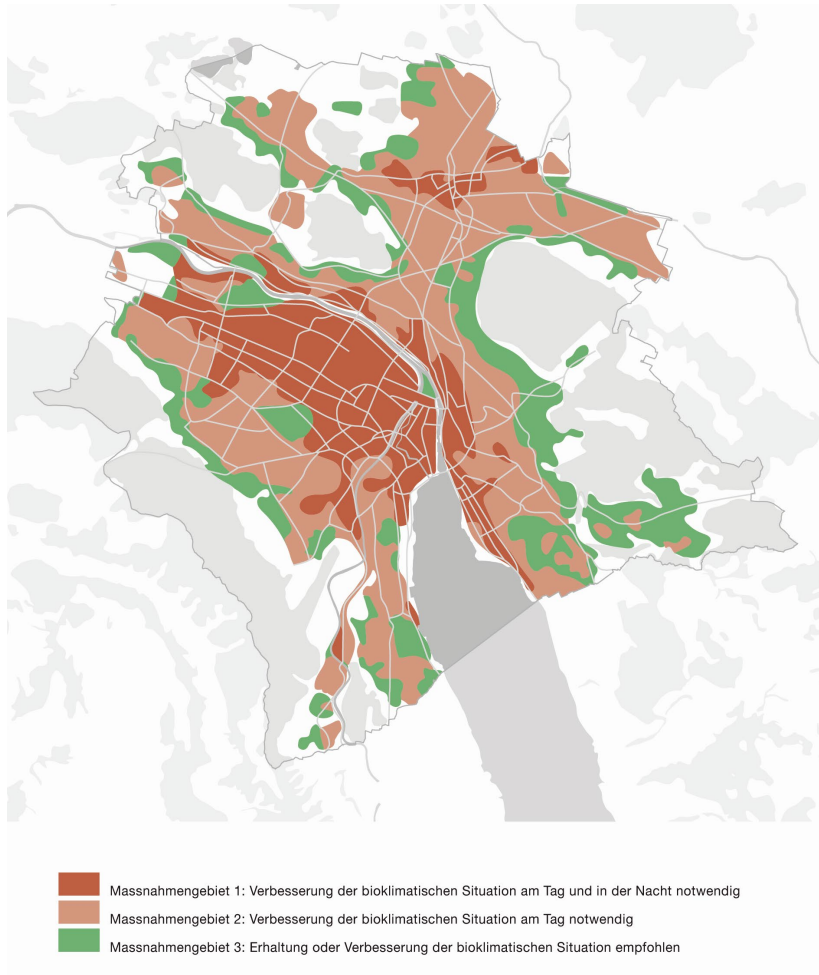 Massnahmengebiet 1: Verbesserung der bioklimatischen Situation am Tag und in der Nacht notwendig
Massnahmengebiet 2: Verbesserung der bioklimatischen Situation am Tag notwendig
Massnahmengebiet 3: Erhaltung oder Verbesserung der bioklimatischen Situation empfohlen